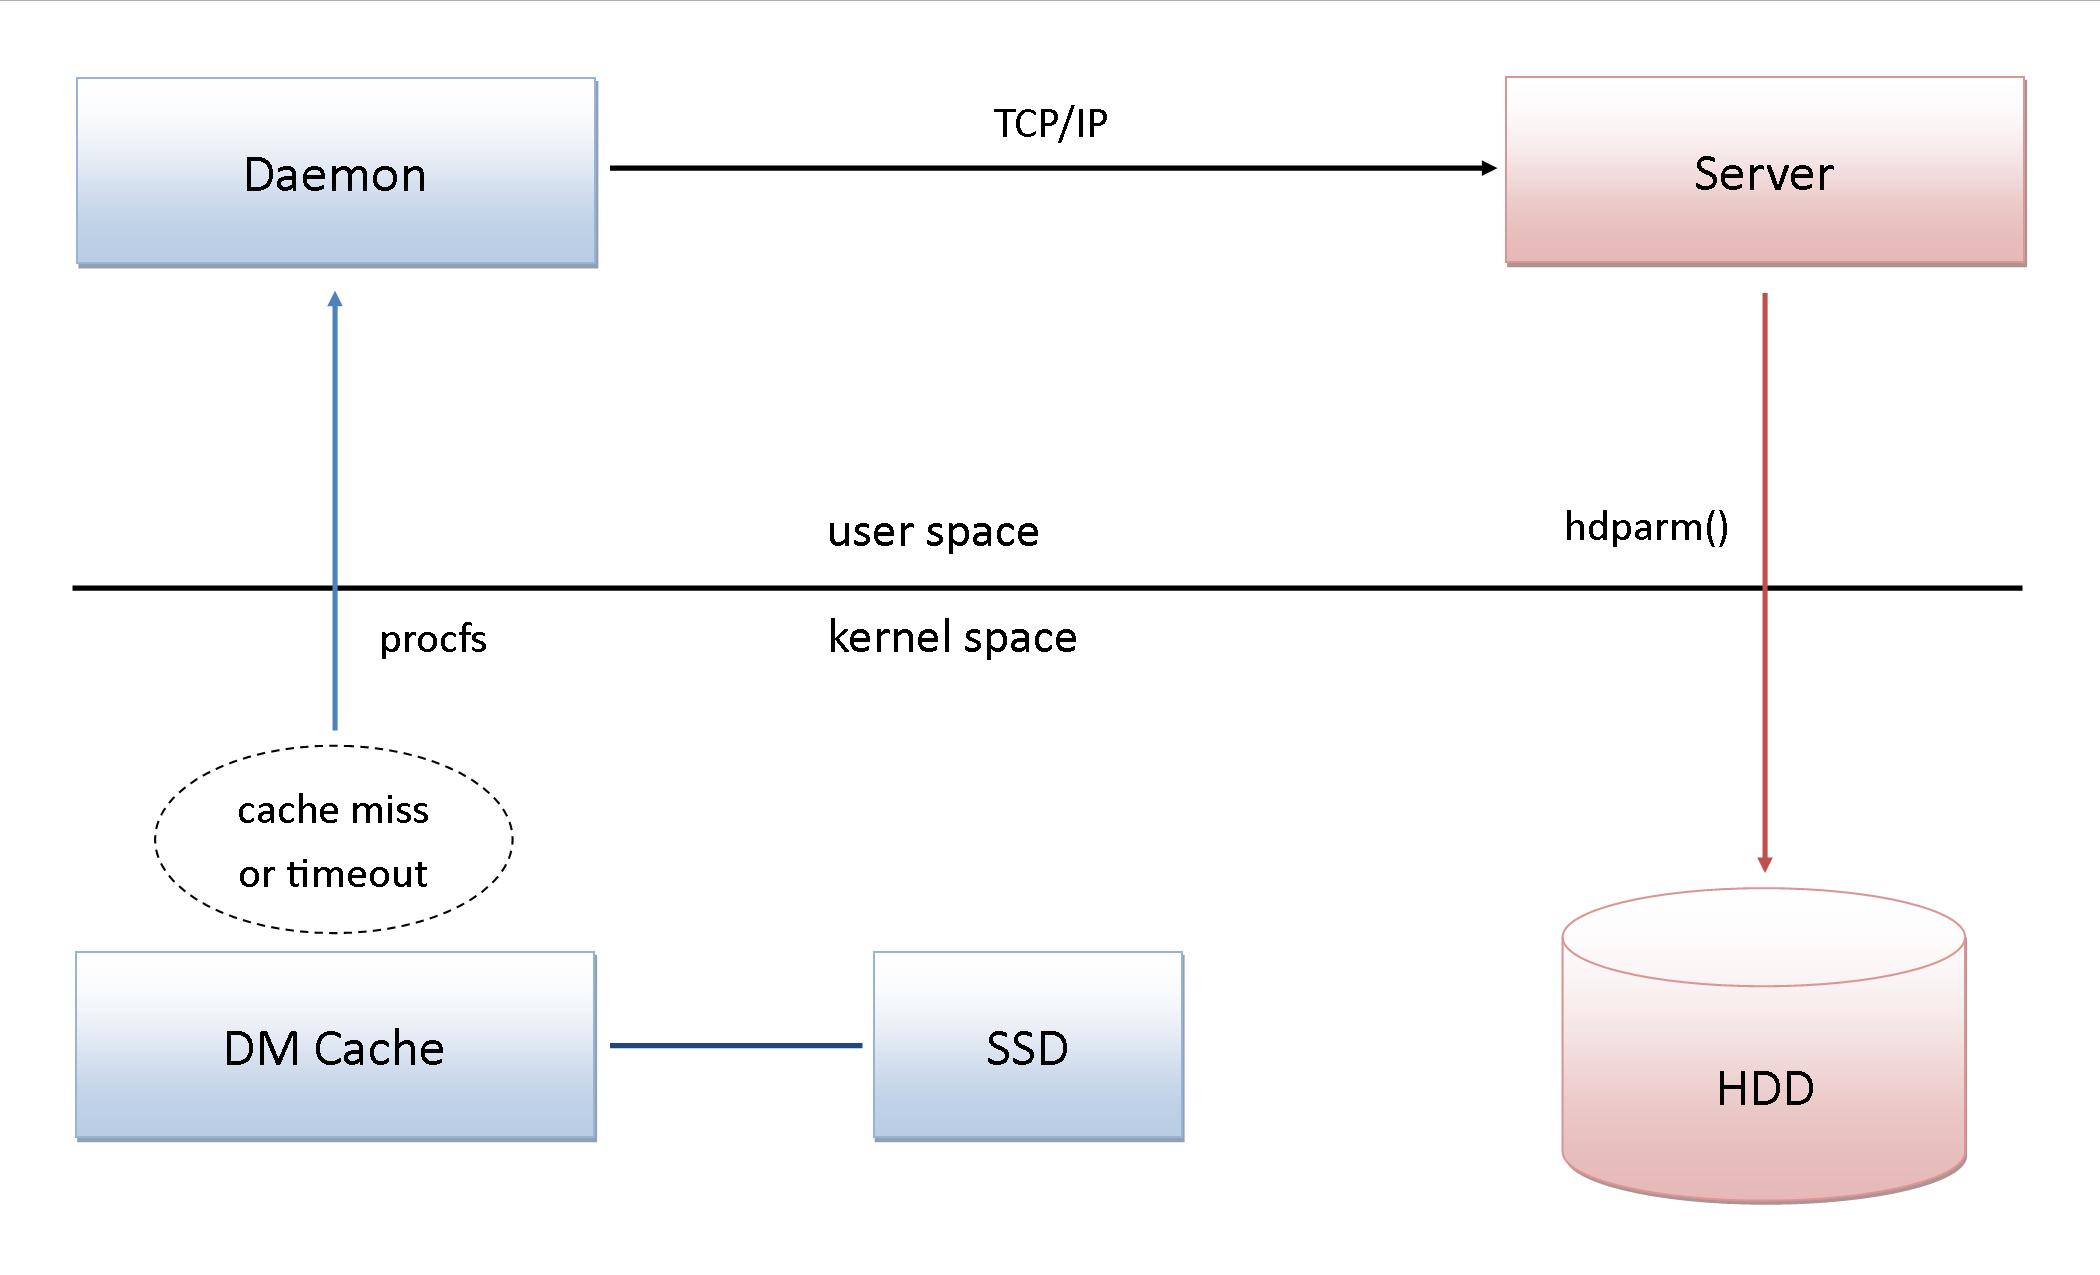 TCP/IP
Daemon
Server
user space
hdparm()
procfs
kernel space
cache miss
or timeout
DM Cache
SSD
HDD